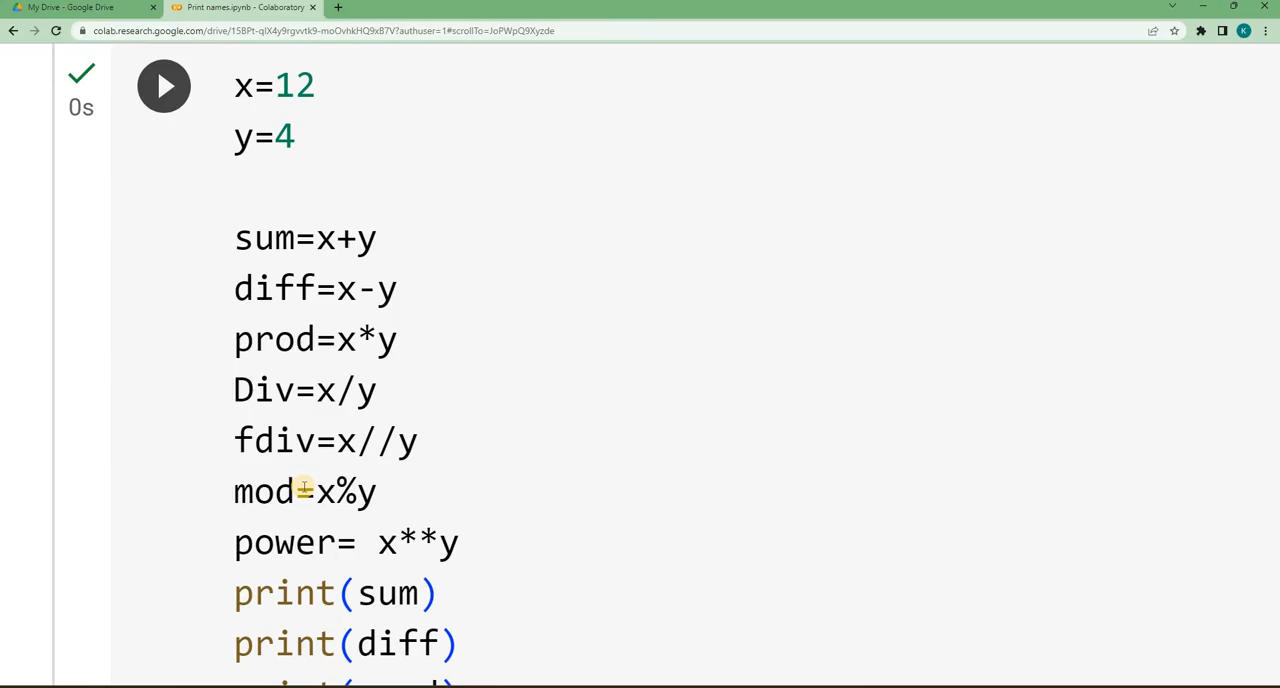 My Drive - Google Drive
Print names.ipynb - Colaboratory
colab.research.google.com/drive/15BPt-qIX4y9rgvvtk9-moOvhkHQ9xB7V?authuser=1#scrollTo=JoPWpQ9Xyzde
K
0s
x=12
y=4
sum=x+y
diff=x-y
prod=x*y
Div=x/y
fdiv=x//y
mod=x%y
power= x**y
print(sum)
print(diff)